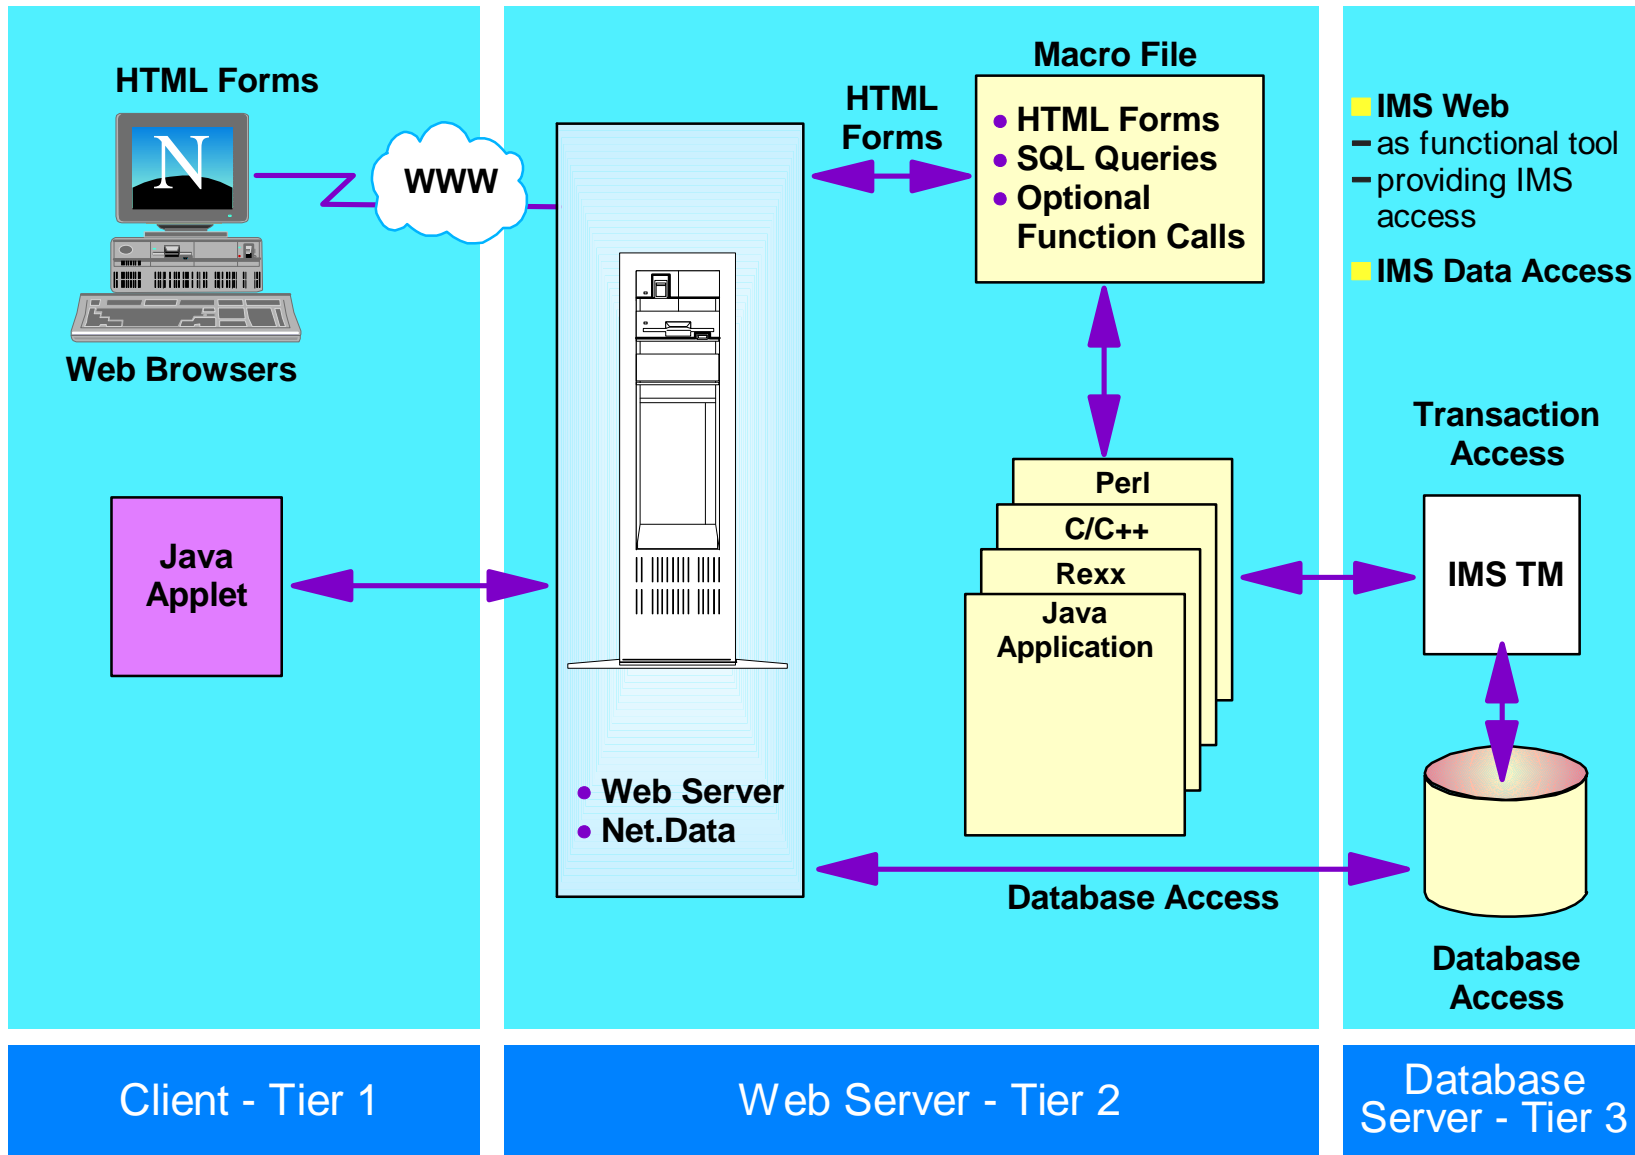 HTML Forms
N
WWW
Web Browsers
Java
Applet
Macro File
HTML
Forms
• HTML Forms
• SQL Queries
• Optional
Function Calls
Perl
C/C++
Rexx
Java
Application
• Web Server
• Net.Data
Database Access
IMS Web
– as functional tool
– providing IMS
access
IMS Data Access
Transaction
Access
IMS TM
Database
Access
Client - Tier 1
Web Server - Tier 2
Database
Server - Tier 3